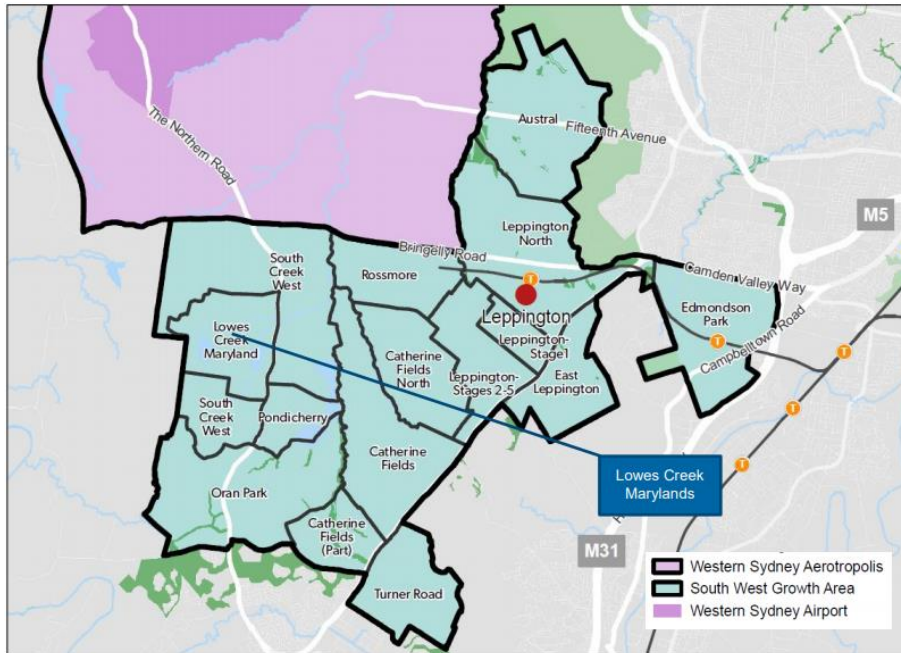 Austral
Fifteenth Avenue
The Northern Road
Leppington
North
M5
Bringelly Road
South
Creek
West
Rossmore
T
Camden Valley Way
Edmondson
Park
Leppington
Lowes Creek
Maryland
Leppington-
Stage1
T
Campbelltown Road
T
Catherine
Fields
North
Leppington-
Stages 2-5
East
Leppington
South
Creek
West
Pondicherry
T
Catherine
Fields
T
Lowes Creek
Marylands
Oran Park
Catherine
Fields
(Part)
M31
Turner Road
Western Sydney Aerotropolis
South West Growth Area
Western Sydney Airport